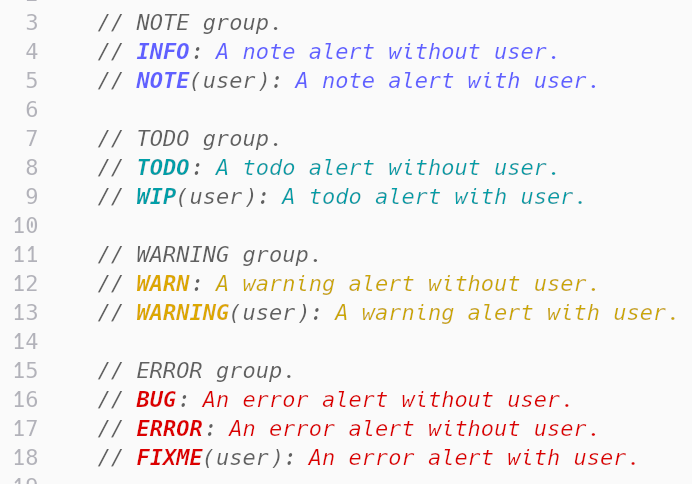 3 // NOTE group.
4 // INFO: A note alert without user.
5 // NOTE(user): A note alert with user.
6
7 // TODO group.
8 // TODO: A todo alert without user.
9 // WIP(user): A todo alert with user.
10
11 // WARNING group.
12 // WARN: A warning alert without user.
13 // WARNING(user): A warning alert with user.
14
15 // ERROR group.
16 // BUG: An error alert without user.
17 // ERROR: An error alert without user.
18 // FIXME(user): An error alert with user.